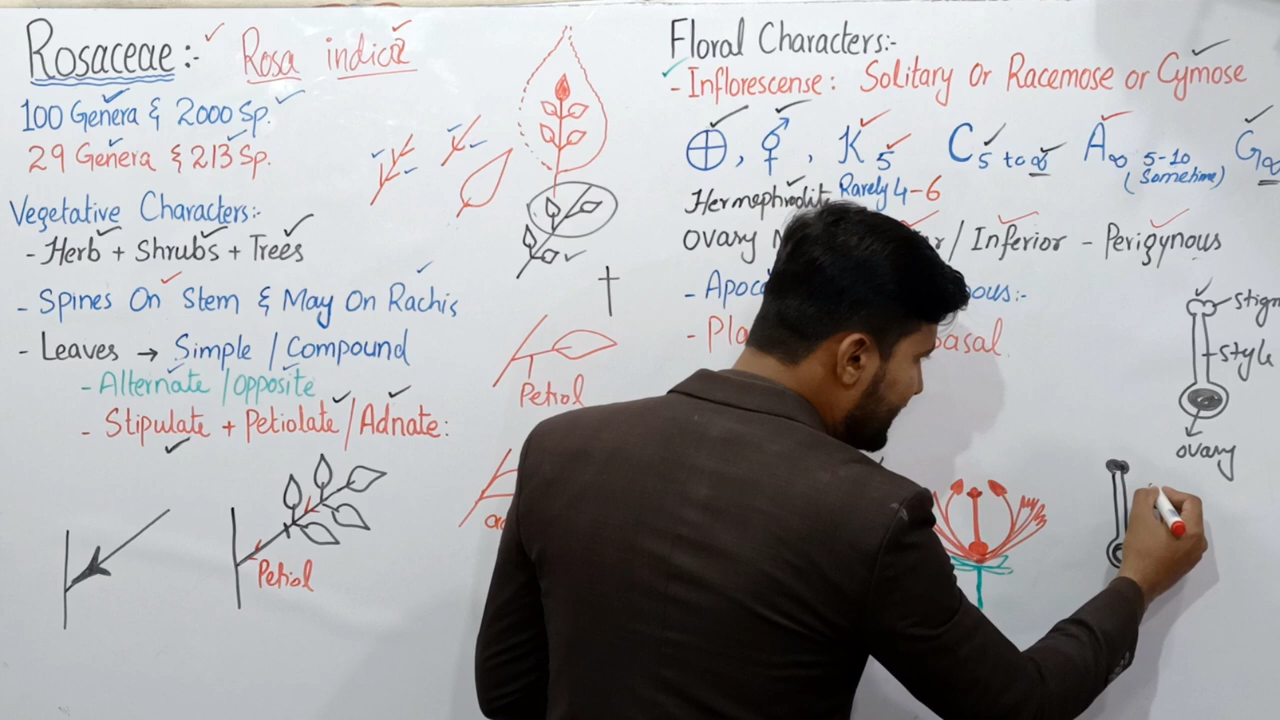 Rosaceae:- Rosa indica
100 Genera & 2000 Sp.
29 Genera & 213 Sp.
Vegetative Characters:-
- Herb + Shrubs + Trees
- Spines On Stem & May On Rachis
- Leaves → Simple / Compound
- Alternate / Opposite
- Stipulate + Petiolate / Adnate:
Petiol
Petiol
Floral Characters:-
- Inflorescense: Solitary Or Racemose or Cymose
⊕, ⚥, K5 C5 to ∞ A∞ 5-10 G∞
(Sometime)
Hermephrodite Rarely 4-6
Ovary / Inferior - Perigynous
- Apoc
ous:-
- Pla
basal.
Stigm
Style
ovary